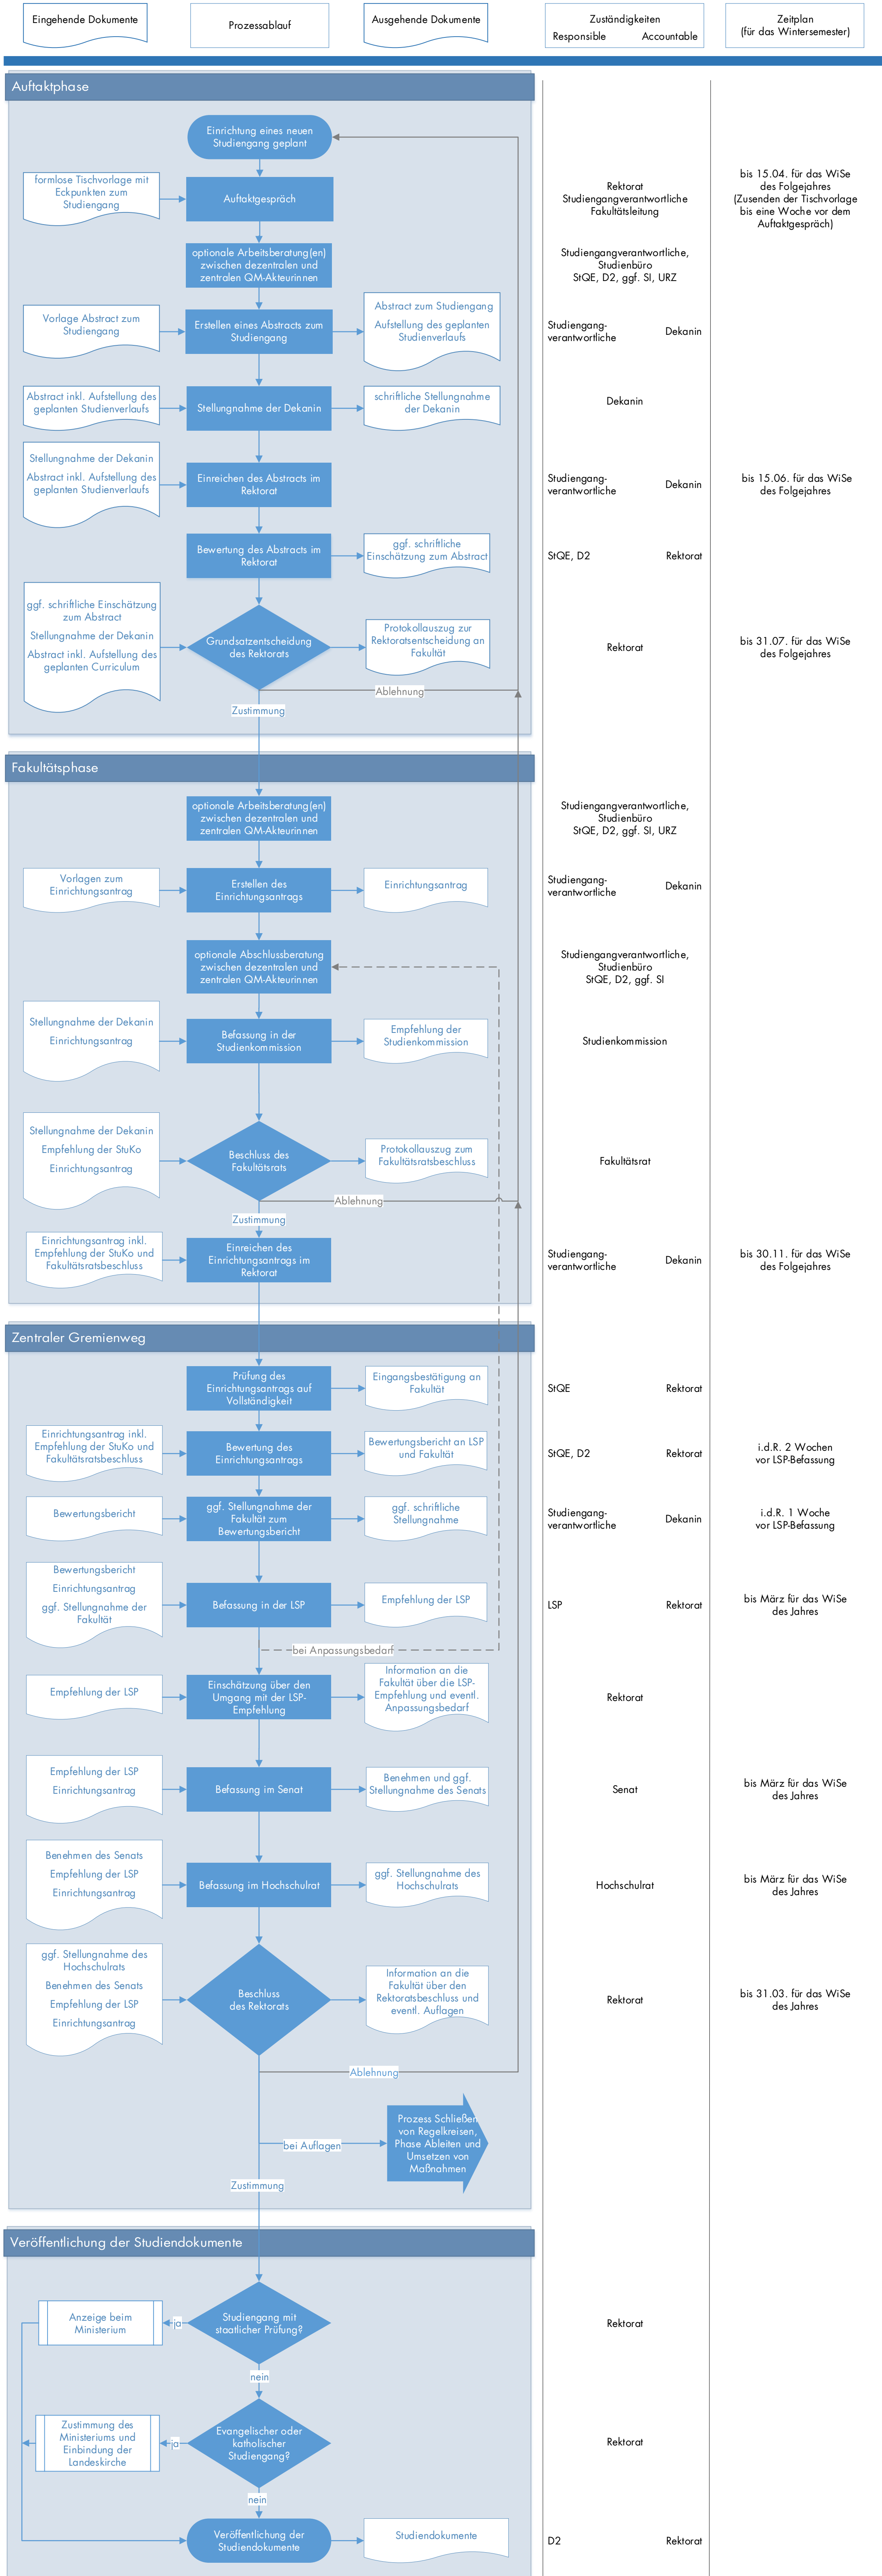 Eingehende Dokumente
Prozessablauf
Ausgehende Dokumente
Zuständigkeiten
Responsible Accountable
Zeitplan
(für das Wintersemester)
Auftaktphase
Einrichtung eines neuen
Studiengang geplant
formlose Tischvorlage mit
Eckpunkten zum
Studiengang
Auftaktgespräch
Rektorat
Studiengangverantwortliche
Fakultätsleitung
bis 15.04. für das WiSe
des Folgejahres
(Zusenden der Tischvorlage
bis eine Woche vor dem
Auftaktgespräch)
optionale Arbeitsberatung(en)
zwischen dezentralen und
zentralen QM-Akteurinnen
Studiengangverantwortliche,
Studienbüro
StQE, D2, ggf. SI, URZ
Vorlage Abstract zum
Studiengang
Erstellen eines Abstracts zum
Studiengang
Abstract zum Studiengang
Aufstellung des geplanten
Studienverlaufs
Studiengang-
verantwortliche
Dekanin
Abstract inkl. Aufstellung des
geplanten Studienverlaufs
Stellungnahme der Dekanin
schriftliche Stellungnahme
der Dekanin
Dekanin
Stellungnahme der Dekanin
Abstract inkl. Aufstellung des
geplanten Studienverlaufs
Einreichen des Abstracts im
Rektorat
Studiengang-
verantwortliche
Dekanin
bis 15.06. für das WiSe
des Folgejahres
Bewertung des Abstracts im
Rektorat
ggf. schriftliche
Einschätzung zum Abstract
StQE, D2
Rektorat
ggf. schriftliche Einschätzung
zum Abstract
Stellungnahme der Dekanin
Abstract inkl. Aufstellung des
geplanten Curriculum
Grundsatzentscheidung
des Rektorats
Protokollauszug zur
Rektoratsentscheidung an
Fakultät
Rektorat
bis 31.07. für das WiSe
des Folgejahres
Ablehnung
Zustimmung
Fakultätsphase
optionale Arbeitsberatung(en)
zwischen dezentralen und
zentralen QM-Akteurinnen
Studiengangverantwortliche,
Studienbüro
StQE, D2, ggf. SI, URZ
Vorlagen zum
Einrichtungsantrag
Erstellen des
Einrichtungsantrags
Einrichtungsantrag
Studiengang-
verantwortliche
Dekanin
optionale Abschlussberatung
zwischen dezentralen und
zentralen QM-Akteurinnen
Studiengangverantwortliche,
Studienbüro
StQE, D2, ggf. SI
Stellungnahme der Dekanin
Einrichtungsantrag
Befassung in der
Studienkommission
Empfehlung der
Studienkommission
Studienkommission
Stellungnahme der Dekanin
Empfehlung der StuKo
Einrichtungsantrag
Beschluss des
Fakultätsrats
Protokollauszug zum
Fakultätsratsbeschluss
Fakultätsrat
Ablehnung
Zustimmung
Einrichtungsantrag inkl.
Empfehlung der StuKo und
Fakultätsratsbeschluss
Einreichen des
Einrichtungsantrags im
Rektorat
Studiengang-
verantwortliche
Dekanin
bis 30.11. für das WiSe
des Folgejahres
Zentraler Gremienweg
Prüfung des
Einrichtungsantrags auf
Vollständigkeit
Eingangsbestätigung an
Fakultät
StQE
Rektorat
Einrichtungsantrag inkl.
Empfehlung der StuKo und
Fakultätsratsbeschluss
Bewertung des
Einrichtungsantrags
Bewertungsbericht an LSP
und Fakultät
StQE, D2
Rektorat
i.d.R. 2 Wochen
vor LSP-Befassung
Bewertungsbericht
ggf. Stellungnahme der
Fakultät zum
Bewertungsbericht
ggf. schriftliche
Stellungnahme
Studiengang-
verantwortliche
Dekanin
i.d.R. 1 Woche
vor LSP-Befassung
Bewertungsbericht
Einrichtungsantrag
ggf. Stellungnahme der
Fakultät
Befassung in der LSP
Empfehlung der LSP
LSP
Rektorat
bis März für das WiSe
des Jahres
bei Anpassungsbedarf
Empfehlung der LSP
Einschätzung über den
Umgang mit der LSP-
Empfehlung
Information an die
Fakultät über die LSP-
Empfehlung und eventl.
Anpassungsbedarf
Rektorat
Empfehlung der LSP
Einrichtungsantrag
Befassung im Senat
Benehmen und ggf.
Stellungnahme des Senats
Senat
bis März für das WiSe
des Jahres
Benehmen des Senats
Empfehlung der LSP
Einrichtungsantrag
Befassung im Hochschulrat
ggf. Stellungnahme des
Hochschulrats
Hochschulrat
bis März für das WiSe
des Jahres
ggf. Stellungnahme des
Hochschulrats
Benehmen des Senats
Empfehlung der LSP
Einrichtungsantrag
Beschluss
des Rektorats
Information an die
Fakultät über den
Rektoratsbeschluss und
eventl. Auflagen
Rektorat
bis 31.03. für das WiSe
des Jahres
Ablehnung
Prozess Schließen
von Regelkreisen,
Phase Ableiten und
Umsetzen von
Maßnahmen
bei Auflagen
Zustimmung
Veröffentlichung der Studiendokumente
Anzeige beim
Ministerium
ja
Studiengang mit
staatlicher Prüfung?
Rektorat
nein
Zustimmung des
Ministeriums und
Einbindung der
Landeskirche
ja
Evangelischer oder
katholischer
Studiengang?
Rektorat
nein
Veröffentlichung der
Studiendokumente
Studiendokumente
D2
Rektorat